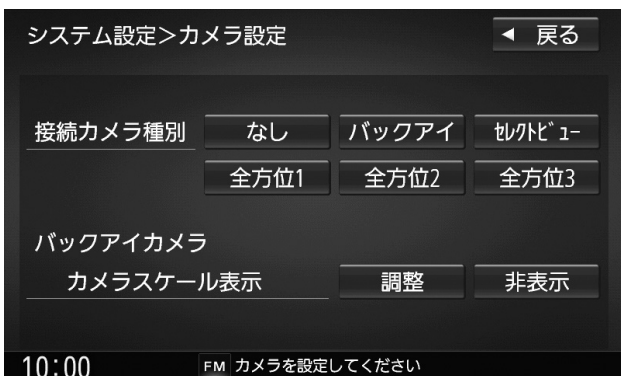 システム設定＞カメラ設定 ◀ 戻る
接続カメラ種別 なし バックアイ ｾﾚｸﾄﾋﾞｭｰ
全方位1 全方位2 全方位3
バックアイカメラ
カメラスケール表示 調整 非表示
10:00 FM カメラを設定してください